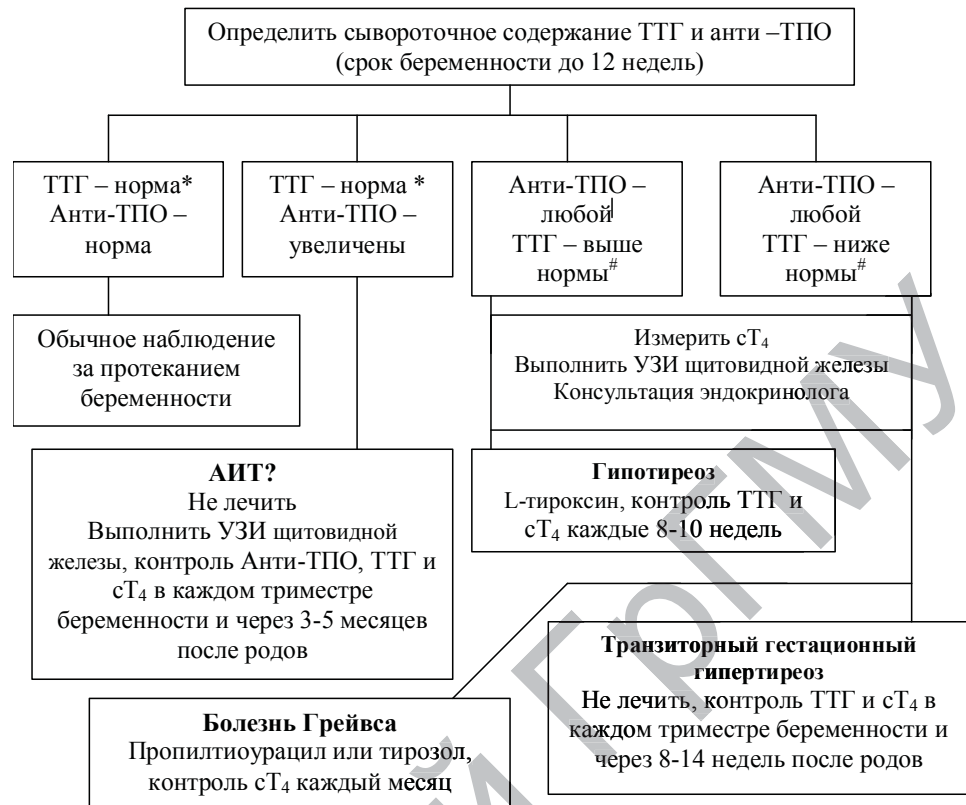 Определить сывороточное содержание ТТГ и анти –ТПО
(срок беременности до 12 недель)
ТТГ – норма*
Анти-ТПО –
норма
ТТГ – норма *
Анти-ТПО –
увеличены
Анти-ТПО –
любой
ТТГ – выше
нормы#
Анти-ТПО –
любой
ТТГ – ниже
нормы#
Обычное наблюдение
за протеканием
беременности
Измерить сТ4
Выполнить УЗИ щитовидной железы
Консультация эндокринолога
АИТ?
Не лечить
Выполнить УЗИ щитовидной
железы, контроль Анти-ТПО, ТТГ и
сТ4 в каждом триместре
беременности и через 3-5 месяцев
после родов
Гипотиреоз
L-тироксин, контроль ТТГ и
сТ4 каждые 8-10 недель
Транзиторный гестационный
гипертиреоз
Не лечить, контроль ТТГ и сТ4 в
каждом триместре беременности и
через 8-14 недель после родов
Болезнь Грейвса
Пропилтиоурацил или тирозол,
контроль сТ4 каждый месяц
ГрГМУ